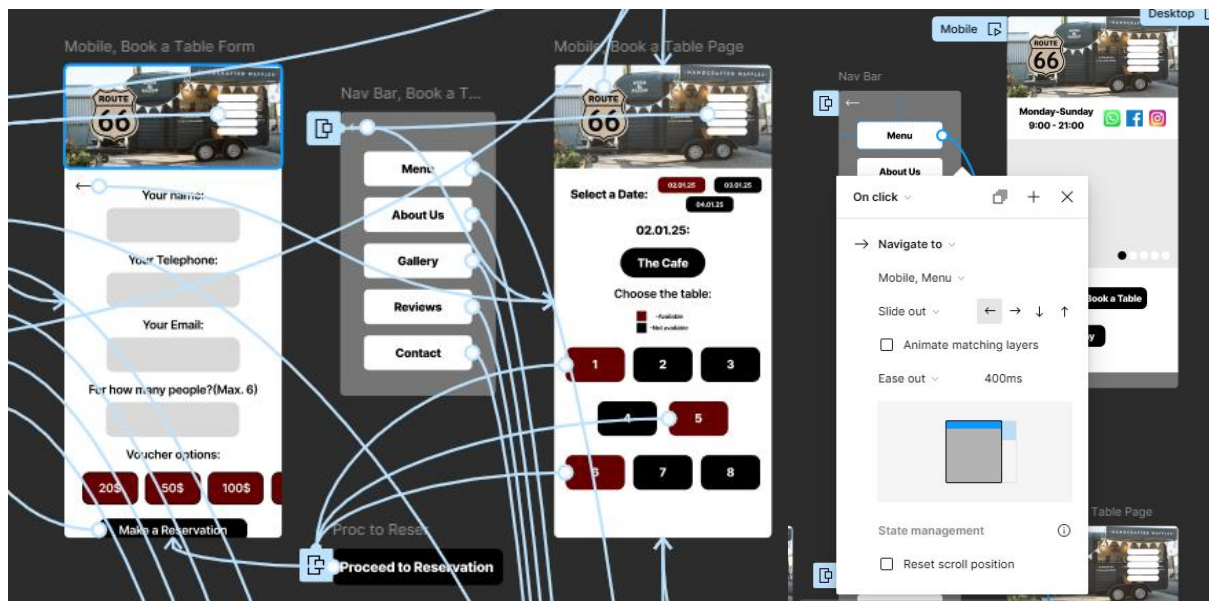 Mobile, Book a Table Form
HANDCRAFTED WAFFLES
ROUTE
66
Your name:
Your Telephone:
Your Email:
For how many people?(Max. 6)
Voucher options:
20$
50$
100$
Make a Reservation
Nav Bar, Book a T...
Menu
About Us
Gallery
Reviews
Contact
Proc to Reser
Proceed to Reservation
Mobile, Book a Table Page
-HANDCRAFTED WAFFLES-
ROUTE
66
Select a Date:
02.01.25
03.01.25
04.01.25
02.01.25:
The Cafe
Choose the table:
-Available
-Not available
1
2
3
4
5
6
7
8
Nav Bar
Menu
About Us
On click
Navigate to
Mobile, Menu
Slide out
Animate matching layers
Ease out
400ms
State management
Reset scroll position
Mobile
Desktop
ROUTE
66
Monday-Sunday
9:00 - 21:00
Book a Table
Table Page